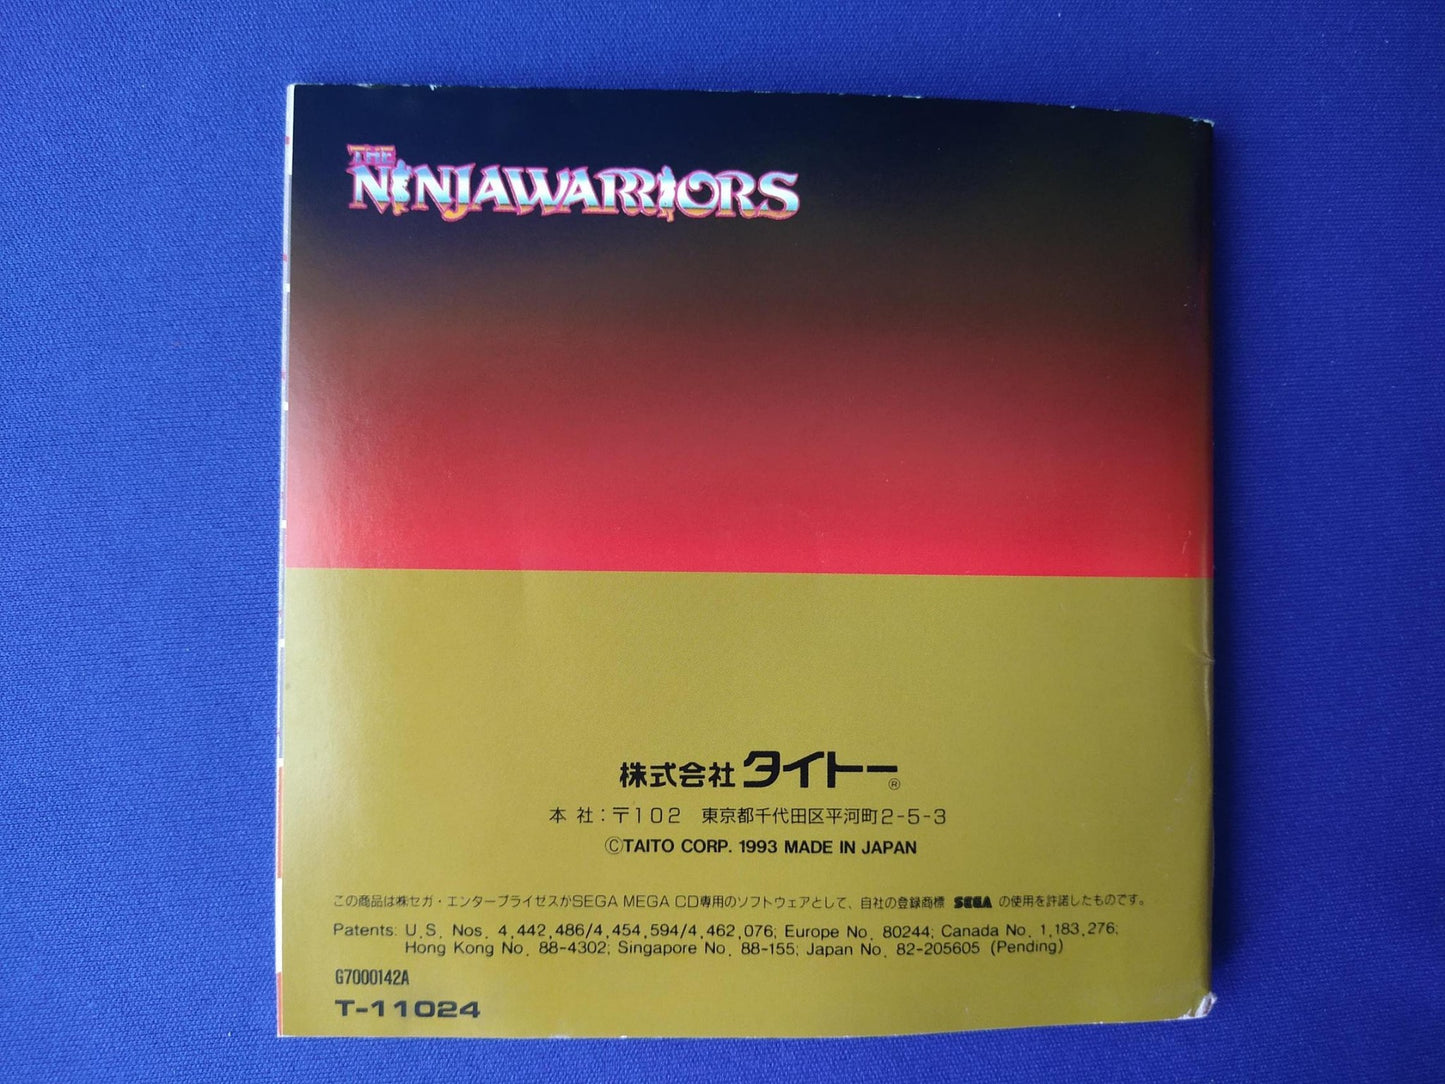 THE
NINJAWARRIORS
株式会社 タイトー®
本 社 : 〒102 東京都千代田区平河町2-5-3
ⒸTAITO CORP. 1993 MADE IN JAPAN
この商品は㈱セガ・エンタープライゼスがSEGA MEGA CD専用のソフトウェアとして、自社の登録商標 SEGA の使用を許諾したものです。
Patents: U.S. Nos. 4,442,486/4,454,594/4,462,076; Europe No. 80244; Canada No. 1,183,276;
Hong Kong No. 88-4302; Singapore No. 88-155; Japan No. 82-205605 (Pending)
G7000142A
T-11024